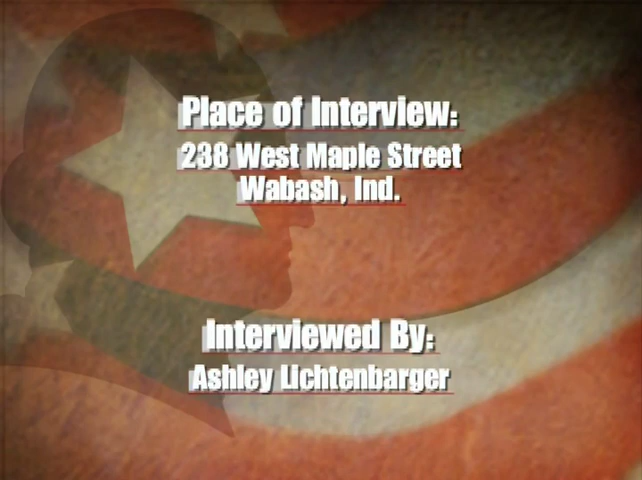 Place of Interview:
238 West Maple Street
Wabash, Ind.
Interviewed By:
Ashley Lichtenbarger